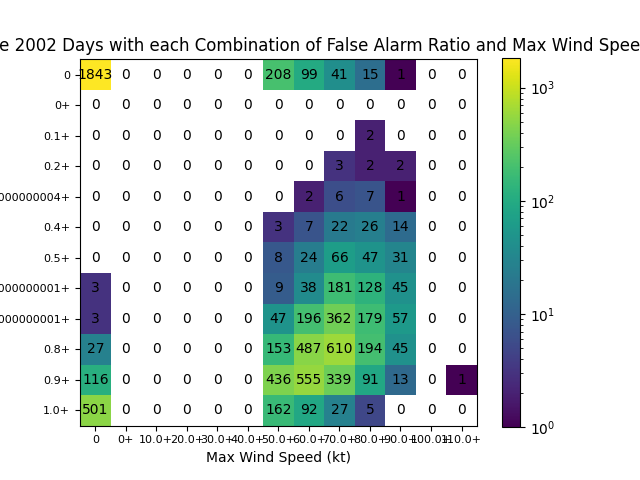 e 2002 Days with each Combination of False Alarm Ratio and Max Wind Spee
0 1843 0 0 0 0 0 208 99 41 15 1 0 0
0+ 0 0 0 0 0 0 0 0 0 0 0 0 0
0.1+ 0 0 0 0 0 0 0 0 0 2 0 0 0
0.2+ 0 0 0 0 0 0 0 0 3 2 2 0 0
000000004+ 0 0 0 0 0 0 0 2 6 7 1 0 0
0.4+ 0 0 0 0 0 0 3 7 22 26 14 0 0
0.5+ 0 0 0 0 0 0 8 24 66 47 31 0 0
000000001+ 3 0 0 0 0 0 9 38 181 128 45 0 0
000000001+ 3 0 0 0 0 0 47 196 362 179 57 0 0
0.8+ 27 0 0 0 0 0 153 487 610 194 45 0 0
0.9+ 116 0 0 0 0 0 436 555 339 91 13 0 1
1.0+ 501 0 0 0 0 0 162 92 27 5 0 0 0
0 0+ 10.0+ 20.0+ 30.0+ 40.0+ 50.0+ 60.0+ 70.0+ 80.0+ 90.0+ 100.0+ 110.0+
Max Wind Speed (kt)
10³
10²
10¹
10⁰